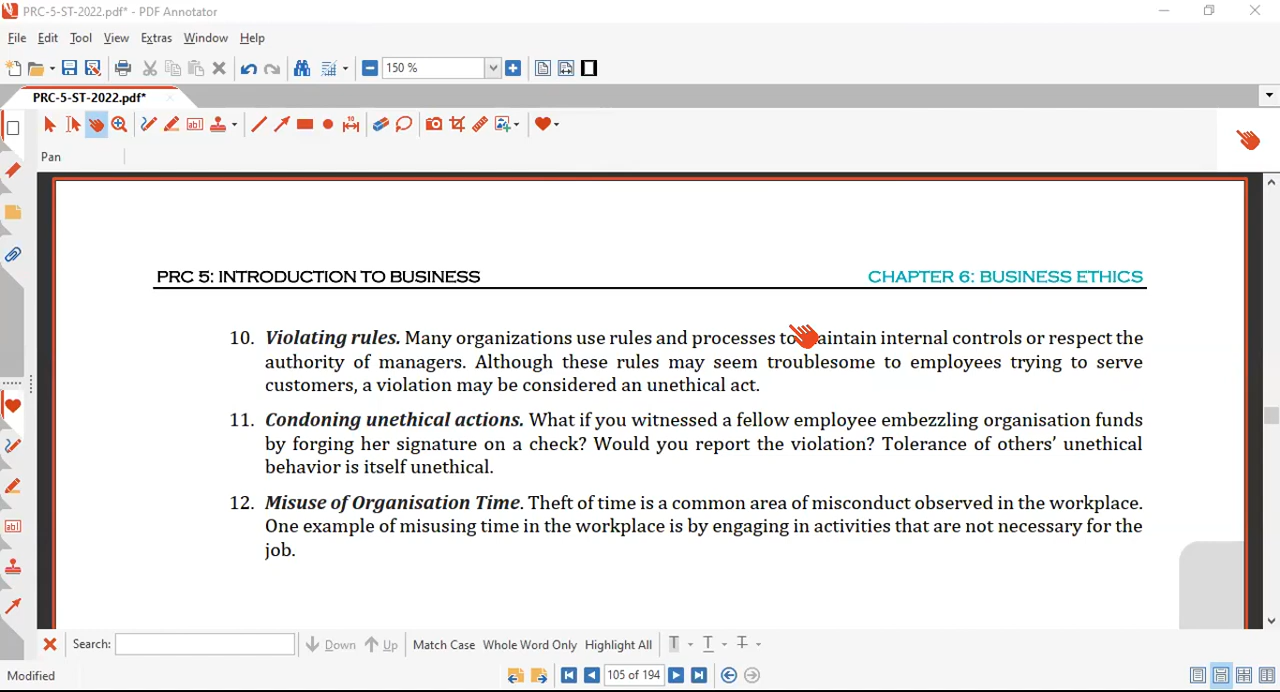 PRC-5-ST-2022.pdf* - PDF Annotator
File Edit Tool View Extras Window Help
150 %
PRC-5-ST-2022.pdf*
Pan
PRC 5: INTRODUCTION TO BUSINESS CHAPTER 6: BUSINESS ETHICS
10. Violating rules. Many organizations use rules and processes to maintain internal controls or respect the
authority of managers. Although these rules may seem troublesome to employees trying to serve
customers, a violation may be considered an unethical act.
11. Condoning unethical actions. What if you witnessed a fellow employee embezzling organisation funds
by forging her signature on a check? Would you report the violation? Tolerance of others’ unethical
behavior is itself unethical.
12. Misuse of Organisation Time. Theft of time is a common area of misconduct observed in the workplace.
One example of misusing time in the workplace is by engaging in activities that are not necessary for the
job.
Search: Down Up Match Case Whole Word Only Highlight All
Modified 105 of 194